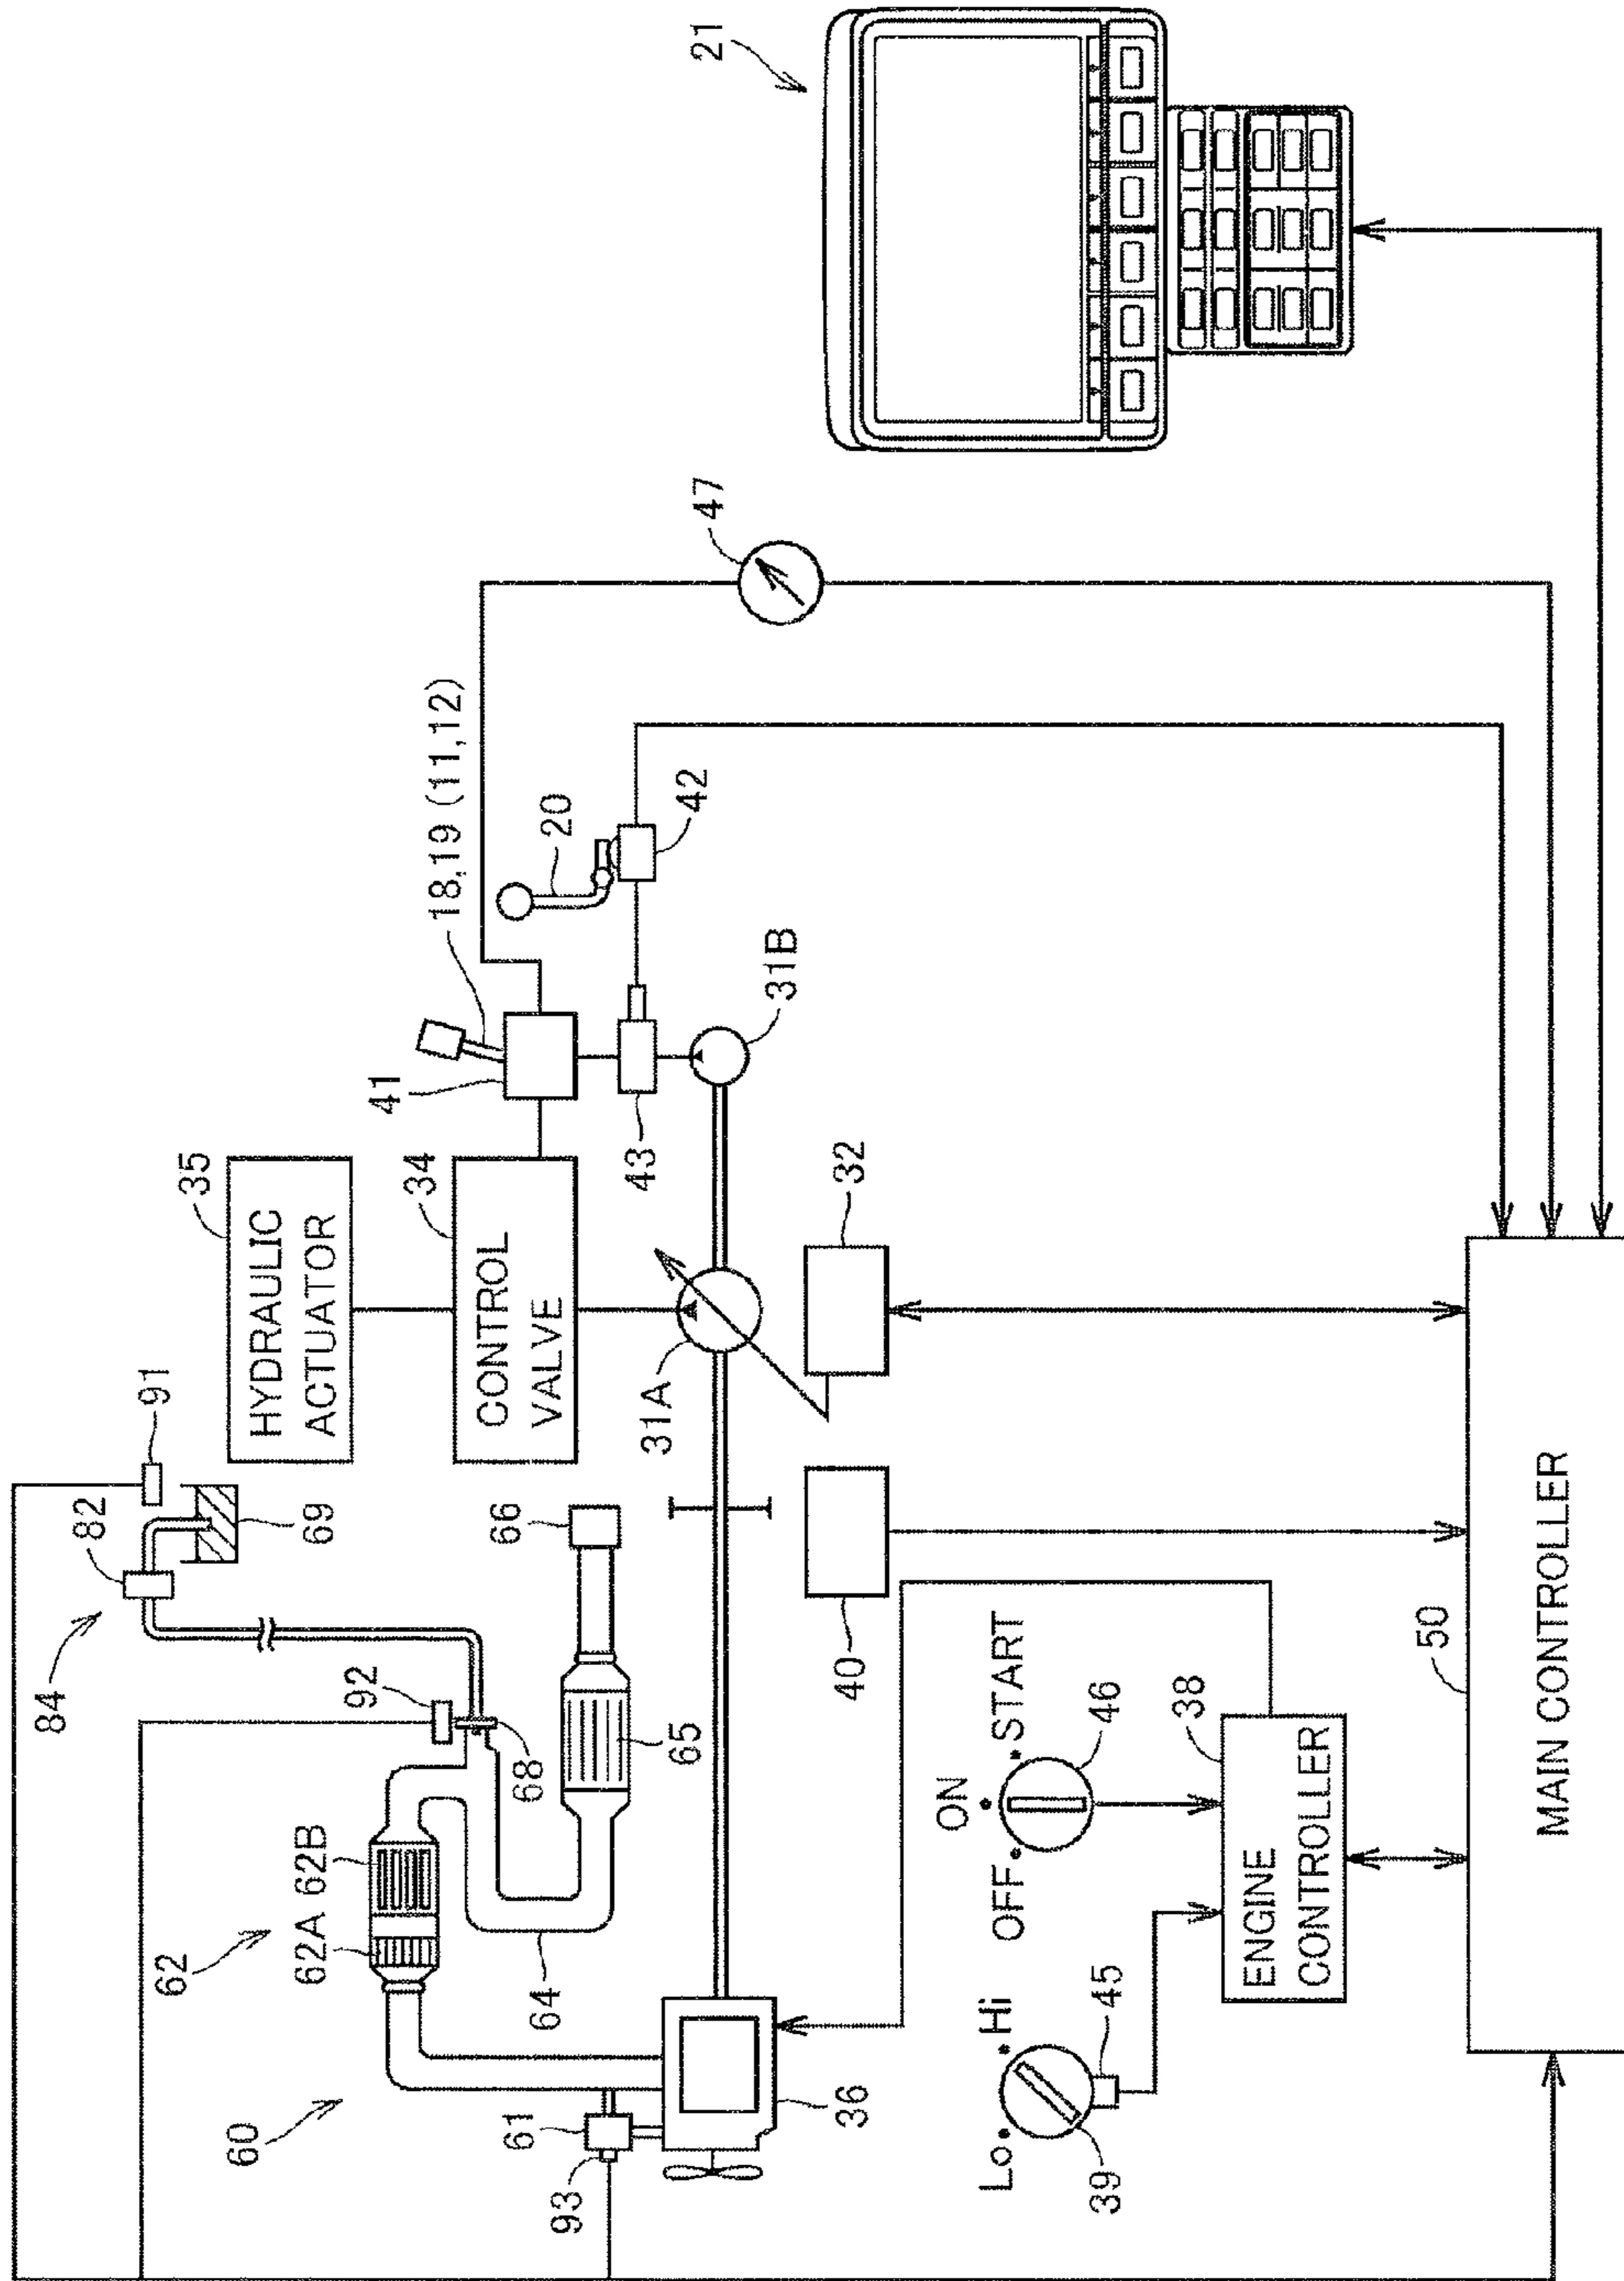 21
47
18,19 (11,12)
20
42
41
31B
43
35
HYDRAULIC
ACTUATOR
34
CONTROL
VALVE
31A
32
91
82
69
84
66
92
68
65
40
62
62A 62B
64
60
61
93
36
OFF
ON
START
46
Lo
Hi
45
39
38
ENGINE
CONTROLLER
50
MAIN CONTROLLER